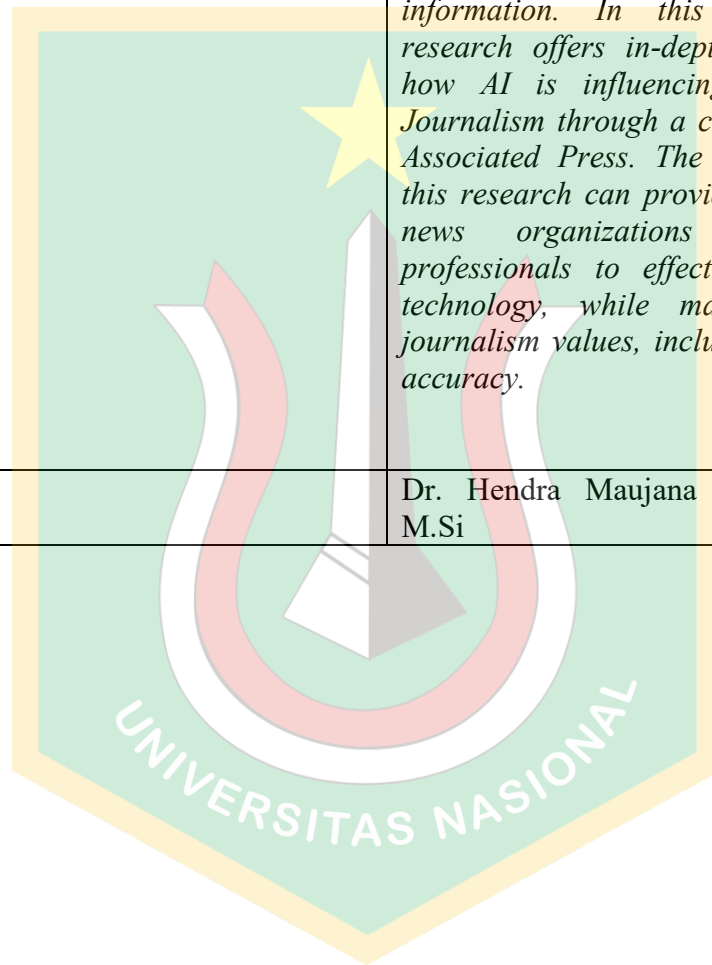 information. In this
research offers in-dept
how AI is influencing
Journalism through a c
Associated Press. The
this research can provi
news organizations
professionals to effect
technology, while ma
journalism values, inclu
accuracy.
Dr. Hendra Maujana
M.Si
UNIVERSITAS NASIONAL